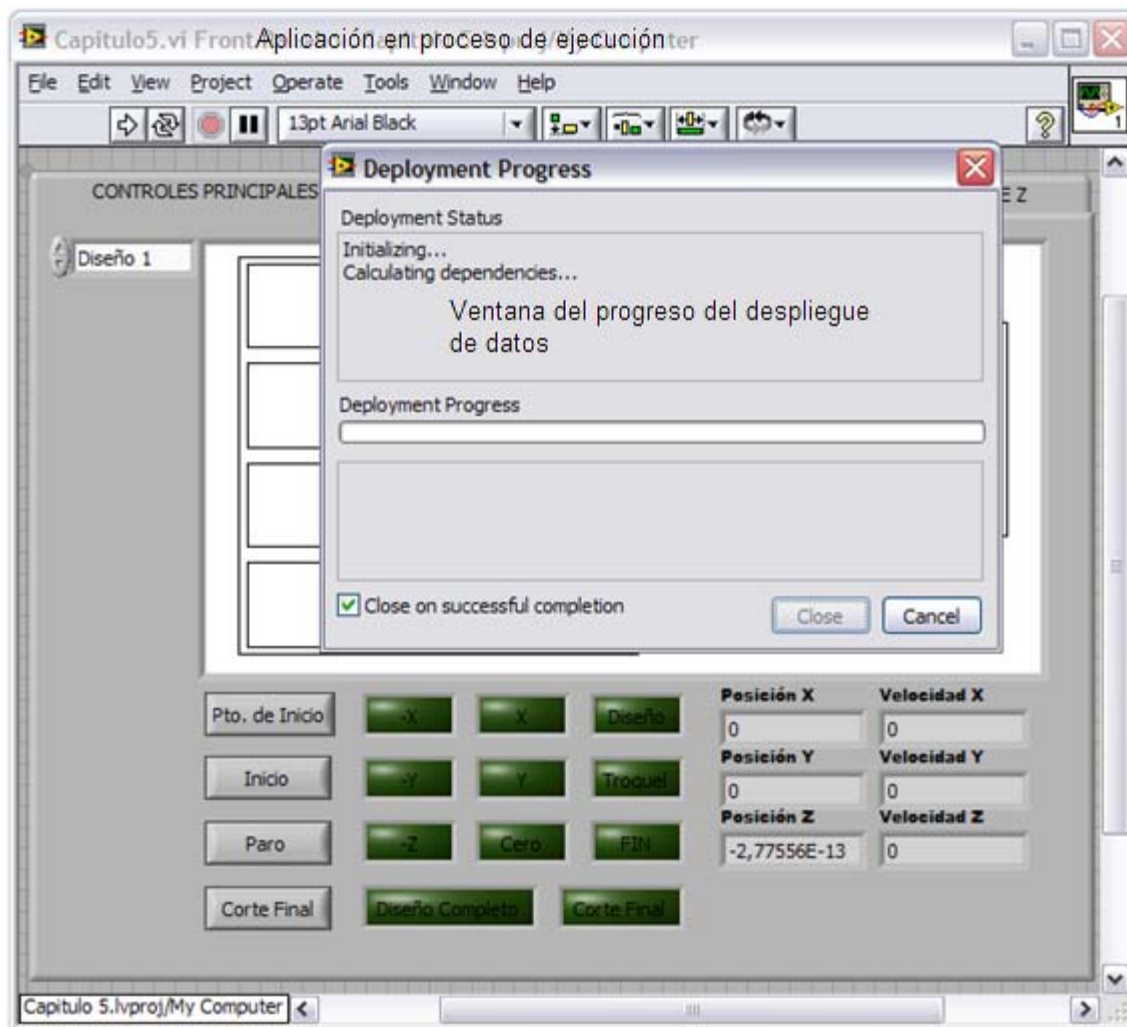 Capitulo5.vi Front
Aplicación en proceso de ejecución
ter
File Edit View Project Operate Tools Window Help
13pt Arial Black
1
Deployment Progress
CONTROLES PRINCIPALES
E Z
Diseño 1
Deployment Status
Initializing...
Calculating dependencies...
Ventana del progreso del despliegue
de datos
Deployment Progress
Close on successful completion
Close
Cancel
Pto. de Inicio -X X Diseño
Posición X Velocidad X
0 0
Inicio -Y Y Troquel
Posición Y Velocidad Y
0 0
Paro -Z Cero FIN
Posición Z Velocidad Z
-2,77556E-13 0
Corte Final Diseño Completo Corte Final
Capitulo 5.lvproj/My Computer